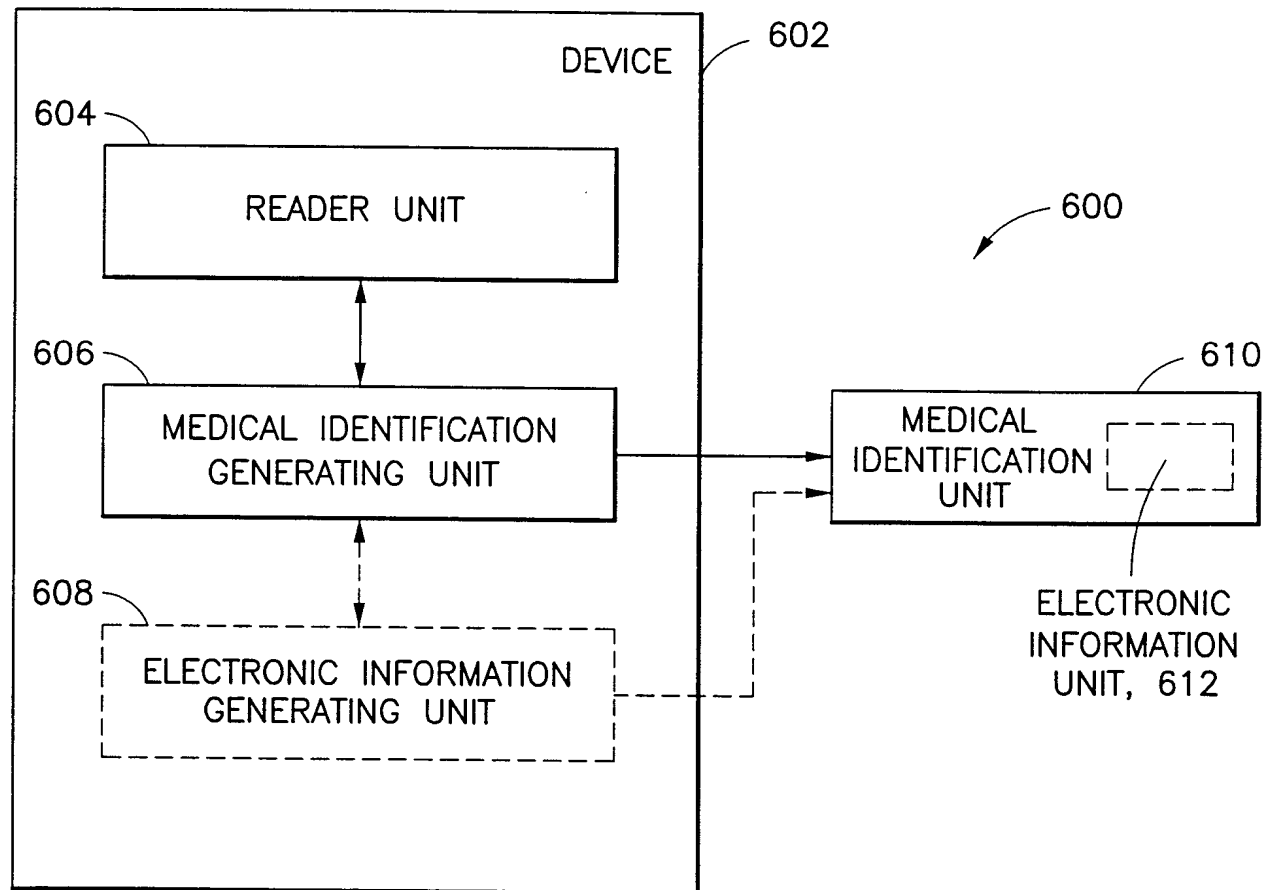 602
DEVICE
604
READER UNIT
600
606
MEDICAL IDENTIFICATION
GENERATING UNIT
610
MEDICAL
IDENTIFICATION
UNIT
608
ELECTRONIC INFORMATION
GENERATING UNIT
ELECTRONIC
INFORMATION
UNIT, 612